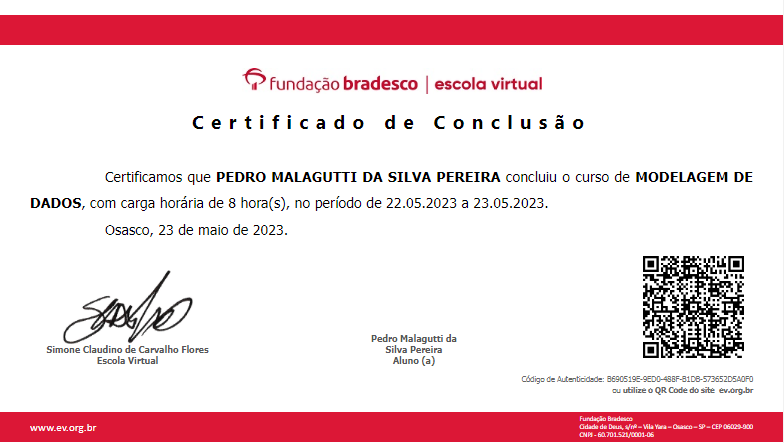 fundação bradesco | escola virtual
Certificado de Conclusão
Certificamos que PEDRO MALAGUTTI DA SILVA PEREIRA concluiu o curso de MODELAGEM DE
DADOS, com carga horária de 8 hora(s), no período de 22.05.2023 a 23.05.2023.
Osasco, 23 de maio de 2023.
Simone Claudino de Carvalho Flores
Escola Virtual
Pedro Malagutti da
Silva Pereira
Aluno (a)
Código de Autenticidade: B690519E-9ED0-488F-B1DB-573652D5A0F0
ou utilize o QR Code do site ev.org.br
www.ev.org.br
Fundação Bradesco
Cidade de Deus, s/nº – Vila Yara – Osasco – SP – CEP 06029-900
CNPJ - 60.701.521/0001-06